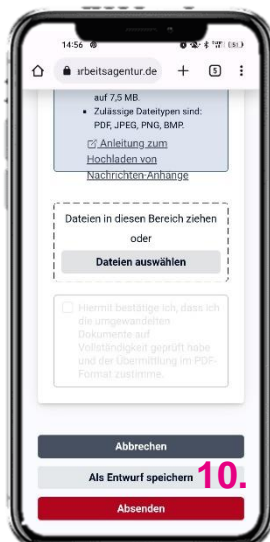 14:56
arbeitsagentur.de
auf 7,5 MB.
• Zulässige Dateitypen sind:
PDF, JPEG, PNG, BMP.
Anleitung zum
Hochladen von
Nachrichten-Anhänge
Dateien in diesen Bereich ziehen
oder
Dateien auswählen
Hiermit bestätige ich, dass ich
die umgewandelten
Dokumente auf
Vollständigkeit geprüft habe
und der Übermittlung im PDF-
Format zustimme.
Abbrechen
Als Entwurf speichern 10.
Absenden